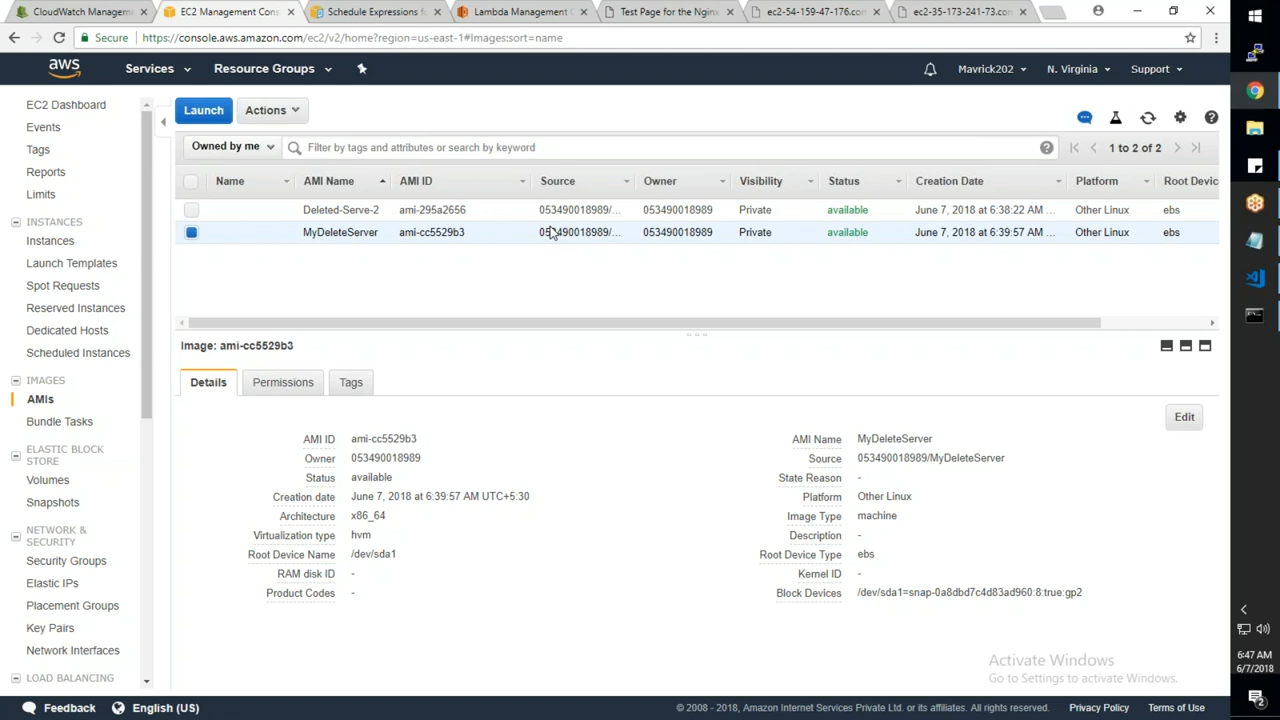 CloudWatch Managem
EC2 Management Cons
Schedule Expressions fo
Lambda Management C
Test Page for the Nginx
ec2-54-159-47-176.com
ec2-35-173-241-73.com
Secure https://console.aws.amazon.com/ec2/v2/home?region=us-east-1#Images:sort=name
aws Services Resource Groups Mavrick202 N. Virginia Support
EC2 Dashboard
Events
Tags
Reports
Limits
INSTANCES
Instances
Launch Templates
Spot Requests
Reserved Instances
Dedicated Hosts
Scheduled Instances
IMAGES
AMIs
Bundle Tasks
ELASTIC BLOCK
STORE
Volumes
Snapshots
NETWORK &
SECURITY
Security Groups
Elastic IPs
Placement Groups
Key Pairs
Network Interfaces
LOAD BALANCING
Launch Actions
Owned by me Filter by tags and attributes or search by keyword 1 to 2 of 2
Name AMI Name AMI ID Source Owner Visibility Status Creation Date Platform Root Devic
Deleted-Serve-2 ami-295a2656 053490018989/... 053490018989 Private available June 7, 2018 at 6:38:22 AM ... Other Linux ebs
MyDeleteServer ami-cc5529b3 053490018989/... 053490018989 Private available June 7, 2018 at 6:39:57 AM ... Other Linux ebs
Image: ami-cc5529b3
Details Permissions Tags
Edit
AMI ID ami-cc5529b3 AMI Name MyDeleteServer
Owner 053490018989 Source 053490018989/MyDeleteServer
Status available State Reason -
Creation date June 7, 2018 at 6:39:57 AM UTC+5:30 Platform Other Linux
Architecture x86_64 Image Type machine
Virtualization type hvm Description -
Root Device Name /dev/sda1 Root Device Type ebs
RAM disk ID - Kernel ID -
Product Codes - Block Devices /dev/sda1=snap-0a8dbd7c4d83ad960:8:true:gp2
Activate Windows
Go to Settings to activate Windows.
Feedback English (US) © 2008 - 2018, Amazon Internet Services Private Ltd. or its affiliates. All rights reserved. Privacy Policy Terms of Use
6:47 AM
6/7/2018
2